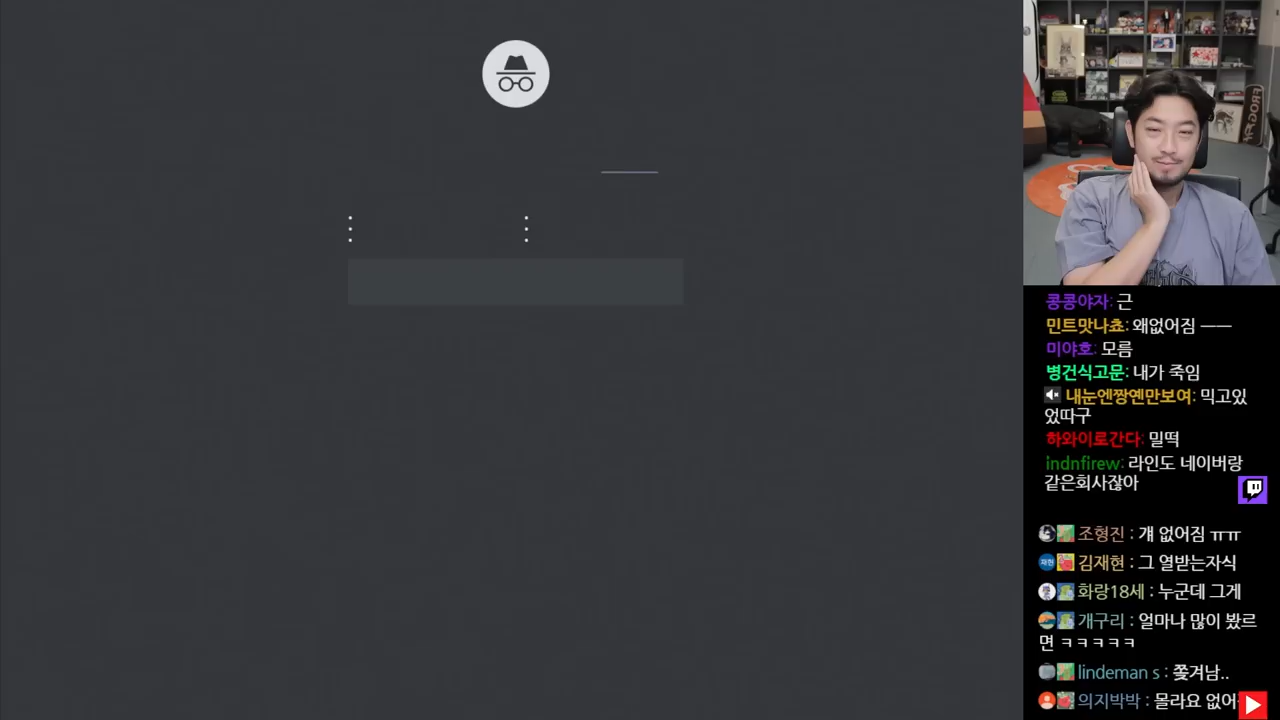 콩콩야자: 근
민트맛나쵸: 왜없어짐 ㅡㅡ
미야호: 모름
병건식고문: 내가 죽임
내눈엔짱옌만보여: 믹고있
었따구
하와이로간다: 밀떡
indnfirew: 라인도 네이버랑
같은회사잖아
조형진 : 걔 없어짐 ㅠㅠ
김재현 : 그 열받는자식
화랑18세 : 누군데 그게
개구리 : 얼마나 많이 봤르
면 ㅋㅋㅋㅋㅋ
lindeman s : 쫓겨남..
의지박박 : 몰라요 없어